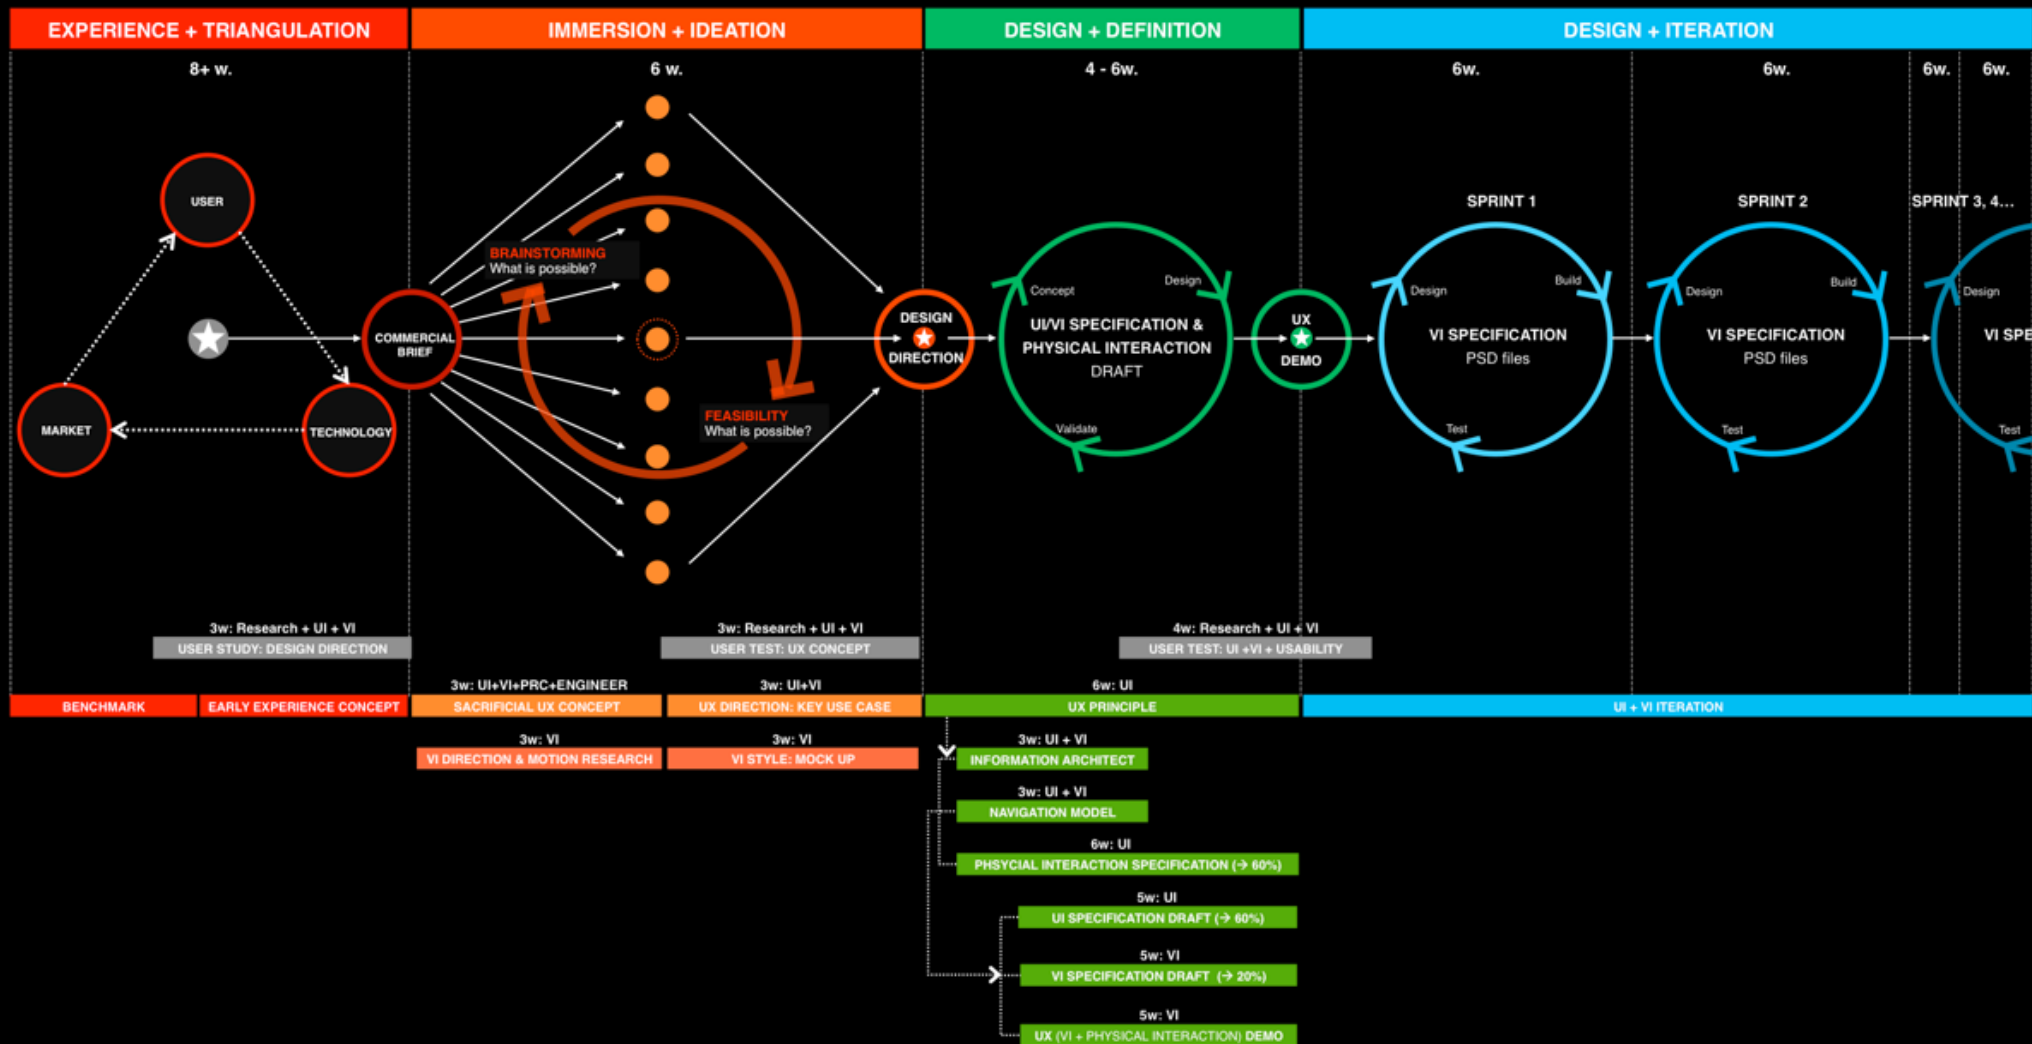 EXPERIENCE + TRIANGULATION
IMMERSION + IDEATION
DESIGN + DEFINITION
DESIGN + ITERATION
8+ w.
6 w.
4 - 6w.
6w.
6w.
6w.
6w.
USER
MARKET
TECHNOLOGY
COMMERCIAL
BRIEF
BRAINSTORMING
What is possible?
FEASIBILITY
What is possible?
DESIGN
DIRECTION
Concept
Design
UI/VI SPECIFICATION &
PHYSICAL INTERACTION
DRAFT
Validate
UX
DEMO
SPRINT 1
Design
Build
VI SPECIFICATION
PSD files
Test
SPRINT 2
Design
Build
VI SPECIFICATION
PSD files
Test
SPRINT 3, 4...
Design
VI SPE
Test
3w: Research + UI + VI
USER STUDY: DESIGN DIRECTION
3w: Research + UI + VI
USER TEST: UX CONCEPT
4w: Research + UI + VI
USER TEST: UI +VI + USABILITY
BENCHMARK
EARLY EXPERIENCE CONCEPT
3w: UI+VI+PRC+ENGINEER
SACRIFICIAL UX CONCEPT
3w: UI+VI
UX DIRECTION: KEY USE CASE
6w: UI
UX PRINCIPLE
UI + VI ITERATION
3w: VI
VI DIRECTION & MOTION RESEARCH
3w: VI
VI STYLE: MOCK UP
3w: UI + VI
INFORMATION ARCHITECT
3w: UI + VI
NAVIGATION MODEL
6w: UI
PHSYCIAL INTERACTION SPECIFICATION (→ 60%)
5w: UI
UI SPECIFICATION DRAFT (→ 60%)
5w: VI
VI SPECIFICATION DRAFT (→ 20%)
5w: VI
UX (VI + PHYSICAL INTERACTION) DEMO